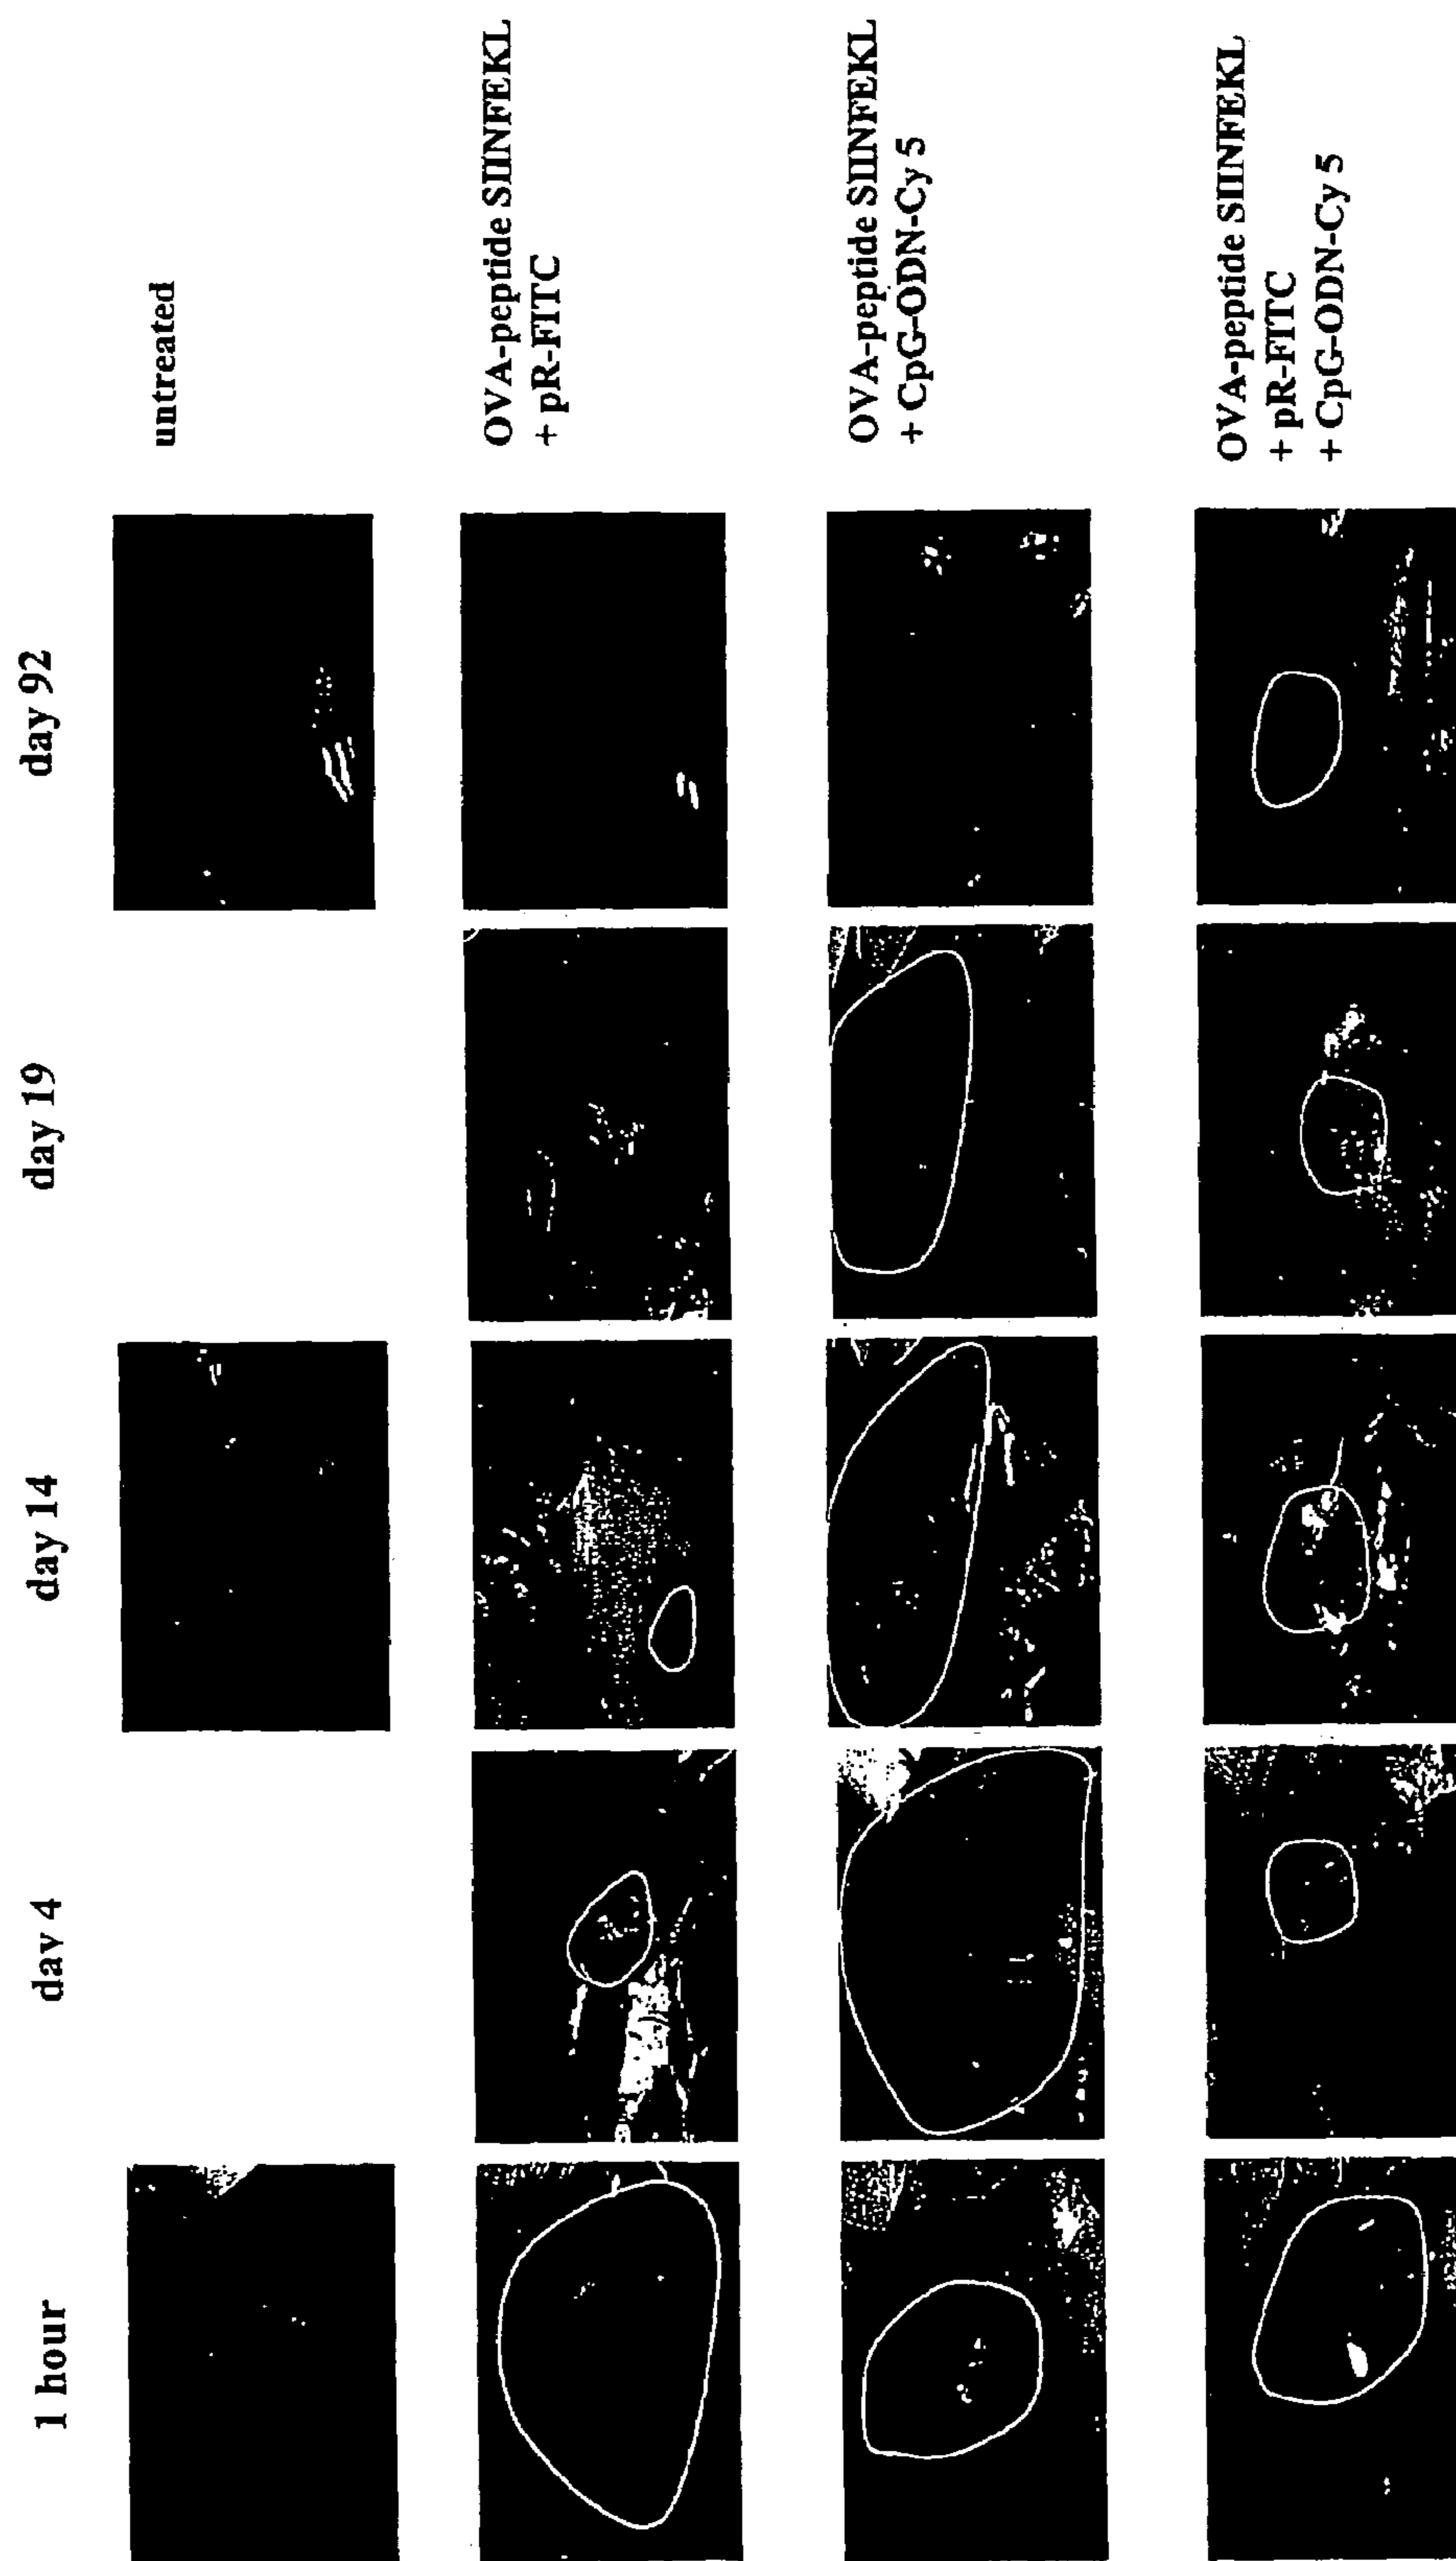 1 hour
dav 4
day 14
day 19
day 92
untreated
OVA-peptide SIINFEKL
+ pR-FITC
OVA-peptide SIINFEKL
+ CpG-ODN-Cy 5
OVA-peptide SIINFEKL
+ pR-FITC
+ CpG-ODN-Cy 5